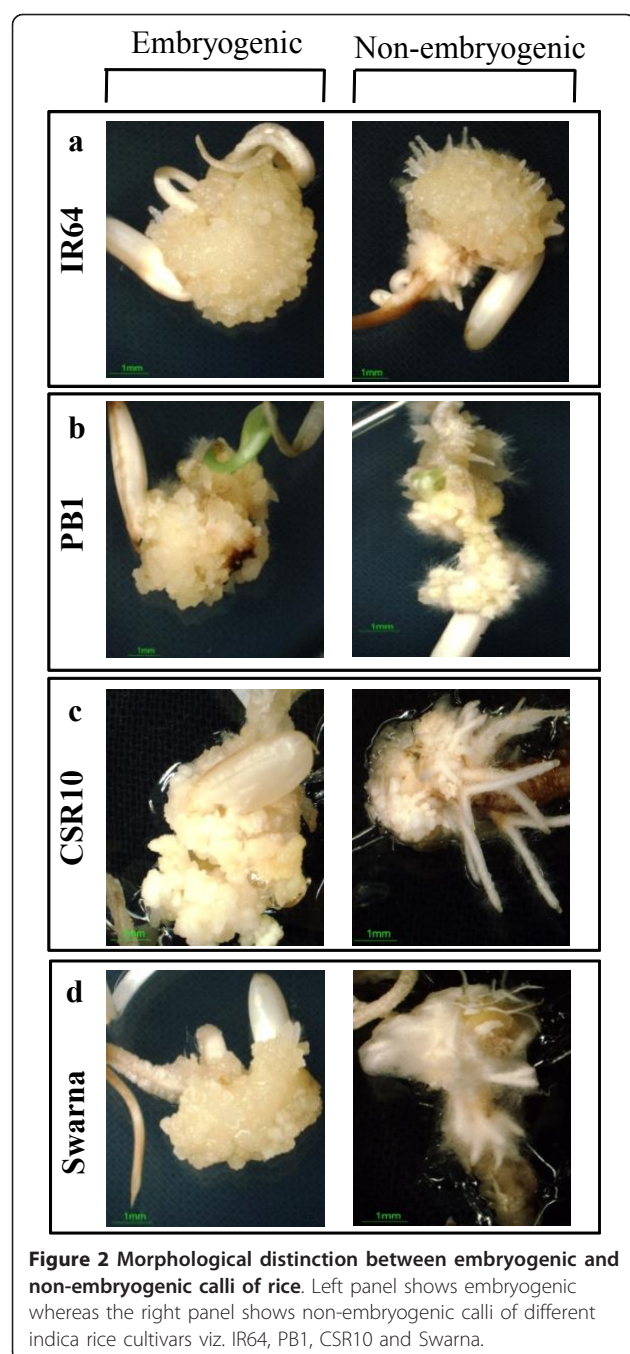 Embryogenic Non-embryogenic
a
IR64
1mm 1mm
b
PB1
1mm 1mm
c
CSR10
1mm
d
Swarna
1mm 1mm
Figure 2 Morphological distinction between embryogenic and
non-embryogenic calli of rice. Left panel shows embryogenic
whereas the right panel shows non-embryogenic calli of different
indica rice cultivars viz. IR64, PB1, CSR10 and Swarna.